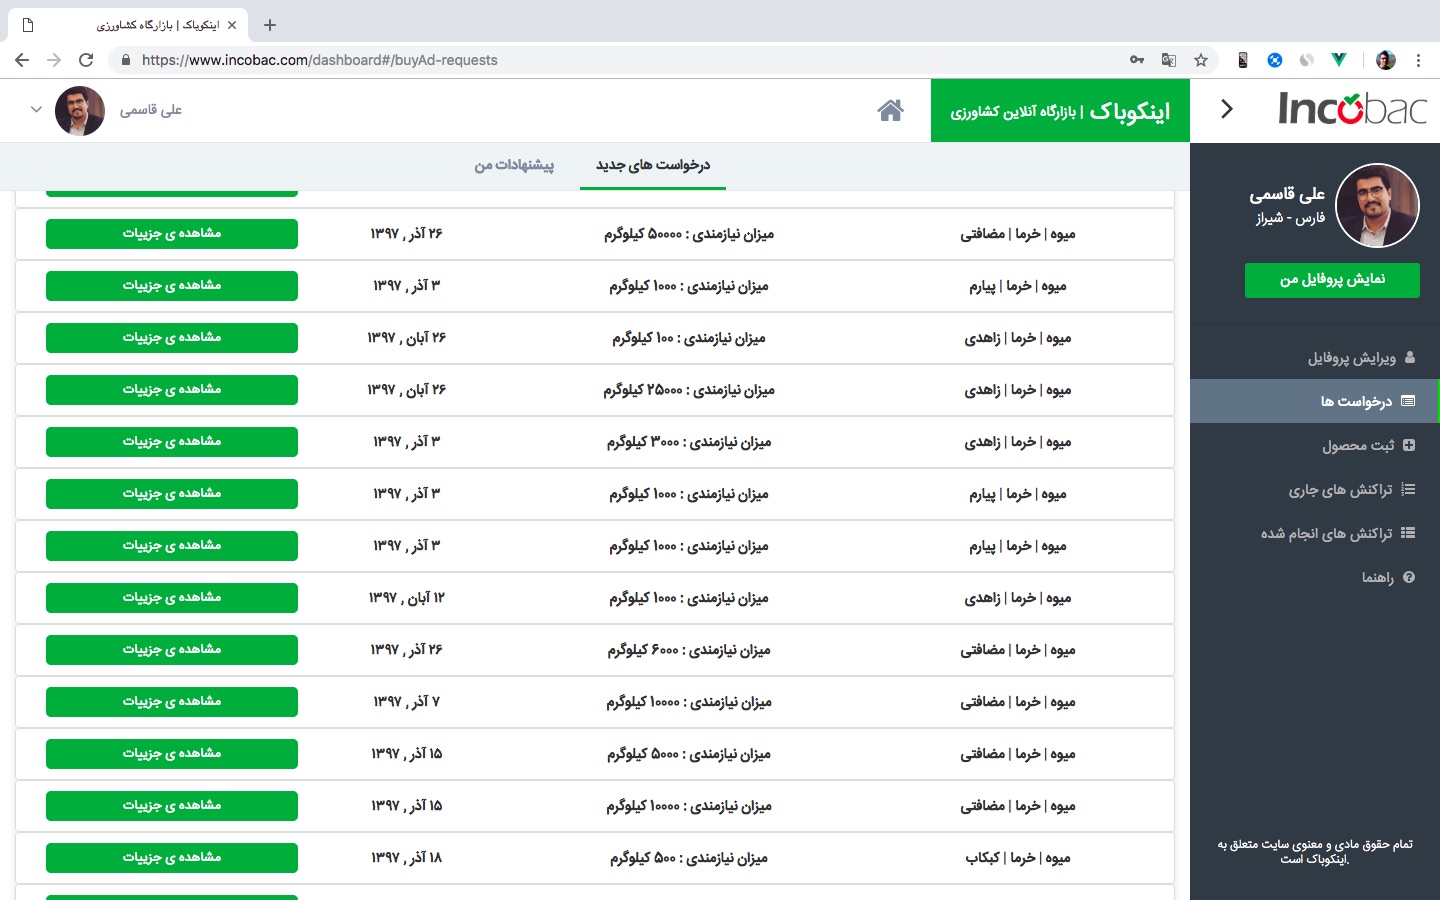 اینکوباک | بازارگاه کشاورزی
https://www.incobac.com/dashboard#/buyAd-requests
Incobac
اینکوباک | بازارگاه آنلاین کشاورزی
علی قاسمی
درخواست های جدید
پیشنهادات من
علی قاسمی
فارس - شیراز
نمایش پروفایل من
ویرایش پروفایل
درخواست ها
ثبت محصول
تراکنش های جاری
تراکنش های انجام شده
راهنما
تمام حقوق مادی و معنوی سایت متعلق به
اینکوباک است.
میوه | خرما | مضافتی میزان نیازمندی : ۵۰۰۰۰ کیلوگرم ۲۶ آذر , ۱۳۹۷ مشاهده ی جزییات
میوه | خرما | پیارم میزان نیازمندی : ۱۰۰۰ کیلوگرم ۳ آذر , ۱۳۹۷ مشاهده ی جزییات
میوه | خرما | زاهدی میزان نیازمندی : ۱۰۰ کیلوگرم ۲۶ آبان , ۱۳۹۷ مشاهده ی جزییات
میوه | خرما | زاهدی میزان نیازمندی : ۲۵۰۰۰ کیلوگرم ۲۶ آبان , ۱۳۹۷ مشاهده ی جزییات
میوه | خرما | زاهدی میزان نیازمندی : ۳۰۰۰ کیلوگرم ۳ آذر , ۱۳۹۷ مشاهده ی جزییات
میوه | خرما | پیارم میزان نیازمندی : ۱۰۰۰ کیلوگرم ۳ آذر , ۱۳۹۷ مشاهده ی جزییات
میوه | خرما | پیارم میزان نیازمندی : ۱۰۰۰ کیلوگرم ۳ آذر , ۱۳۹۷ مشاهده ی جزییات
میوه | خرما | زاهدی میزان نیازمندی : ۱۰۰۰ کیلوگرم ۱۲ آبان , ۱۳۹۷ مشاهده ی جزییات
میوه | خرما | مضافتی میزان نیازمندی : ۶۰۰۰ کیلوگرم ۲۶ آذر , ۱۳۹۷ مشاهده ی جزییات
میوه | خرما | مضافتی میزان نیازمندی : ۱۰۰۰۰ کیلوگرم ۷ آذر , ۱۳۹۷ مشاهده ی جزییات
میوه | خرما | مضافتی میزان نیازمندی : ۵۰۰۰ کیلوگرم ۱۵ آذر , ۱۳۹۷ مشاهده ی جزییات
میوه | خرما | مضافتی میزان نیازمندی : ۱۰۰۰۰ کیلوگرم ۱۵ آذر , ۱۳۹۷ مشاهده ی جزییات
میوه | خرما | کبکاب میزان نیازمندی : ۵۰۰ کیلوگرم ۱۸ آذر , ۱۳۹۷ مشاهده ی جزییات